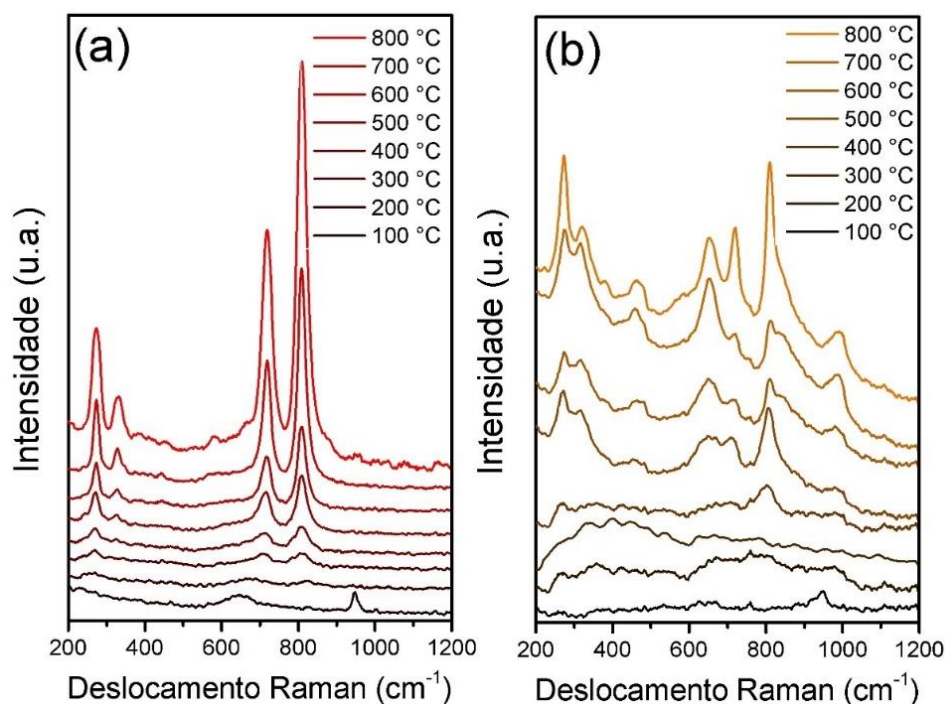 (a)
800 °C
700 °C
600 °C
500 °C
400 °C
300 °C
200 °C
100 °C
Intensidade (u.a.)
200 400 600 800 1000 1200
Deslocamento Raman (cm⁻¹)
(b)
800 °C
700 °C
600 °C
500 °C
400 °C
300 °C
200 °C
100 °C
Intensidade (u.a.)
200 400 600 800 1000 1200
Deslocamento Raman (cm⁻¹)